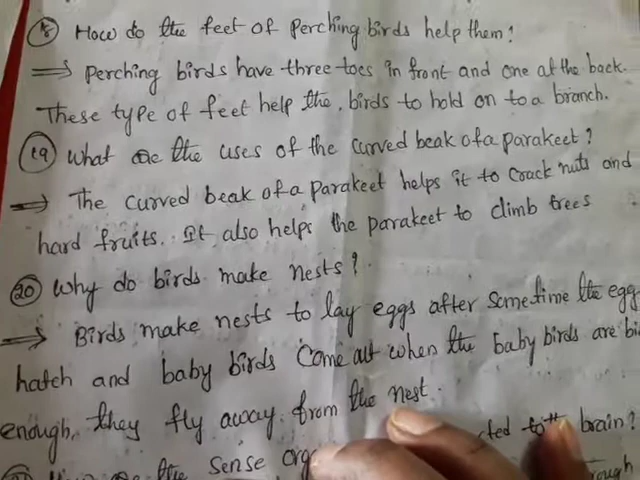 18 How do the feet of perching birds help them?
⇒ perching birds have three toes in front and one at the back.
These type of feet help the birds to hold on to a branch.
19 What are the uses of the curved beak of a parakeet?
⇒ The curved beak of a parakeet helps it to crack nuts and
hard fruits. It also helps the parakeet to climb trees
20 Why do birds make nests?
⇒ Birds make nests to lay eggs after sometime the egg
hatch and baby birds come out when the baby birds are
enough, they fly away from the nest.
the sense brain?